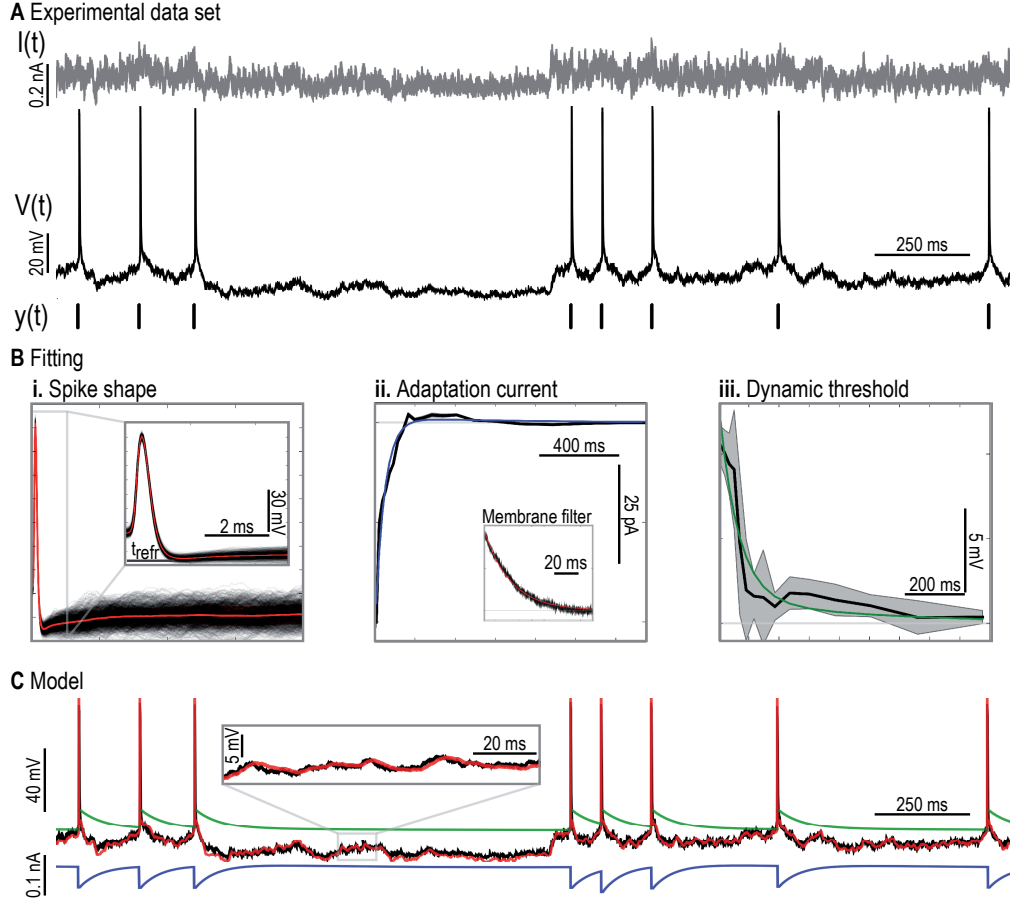 A Experimental data set
I(t)
0.2 nA
V(t)
20 mV
250 ms
y(t)
B Fitting
i. Spike shape
ii. Adaptation current
iii. Dynamic threshold
30 mV
2 ms
trefr
400 ms
25 pA
Membrane filter
20 ms
5 mV
200 ms
C Model
40 mV
5 mV
20 ms
250 ms
0.1 nA